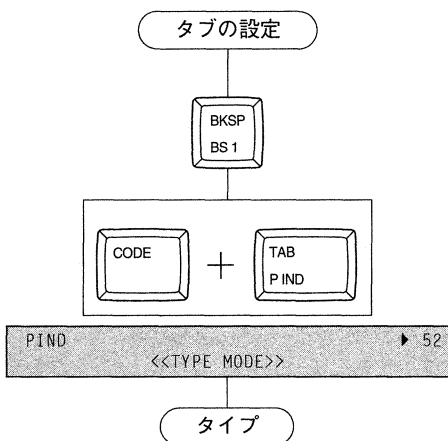 タブの設定
BKSP
BS 1
CODE
+
TAB
P IND
PIND ▶ 52
<<TYPE MODE>>
タイプ